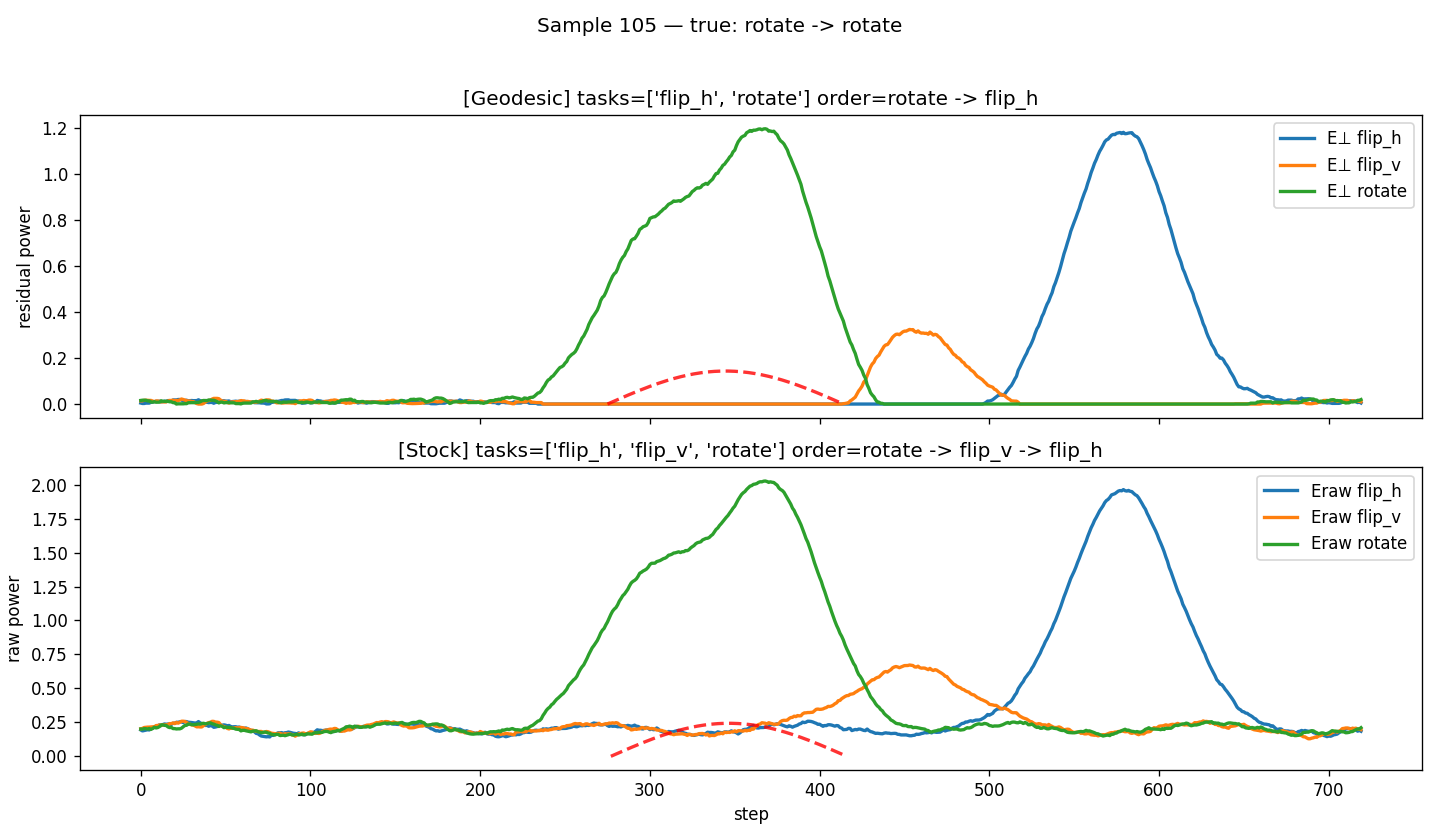 Sample 105 — true: rotate -> rotate
[Geodesic] tasks=['flip_h', 'rotate'] order=rotate -> flip_h
residual power
1.2
1.0
0.8
0.6
0.4
0.2
0.0
E⊥ flip_h
E⊥ flip_v
E⊥ rotate
[Stock] tasks=['flip_h', 'flip_v', 'rotate'] order=rotate -> flip_v -> flip_h
raw power
2.00
1.75
1.50
1.25
1.00
0.75
0.50
0.25
0.00
Eraw flip_h
Eraw flip_v
Eraw rotate
0 100 200 300 400 500 600 700
step